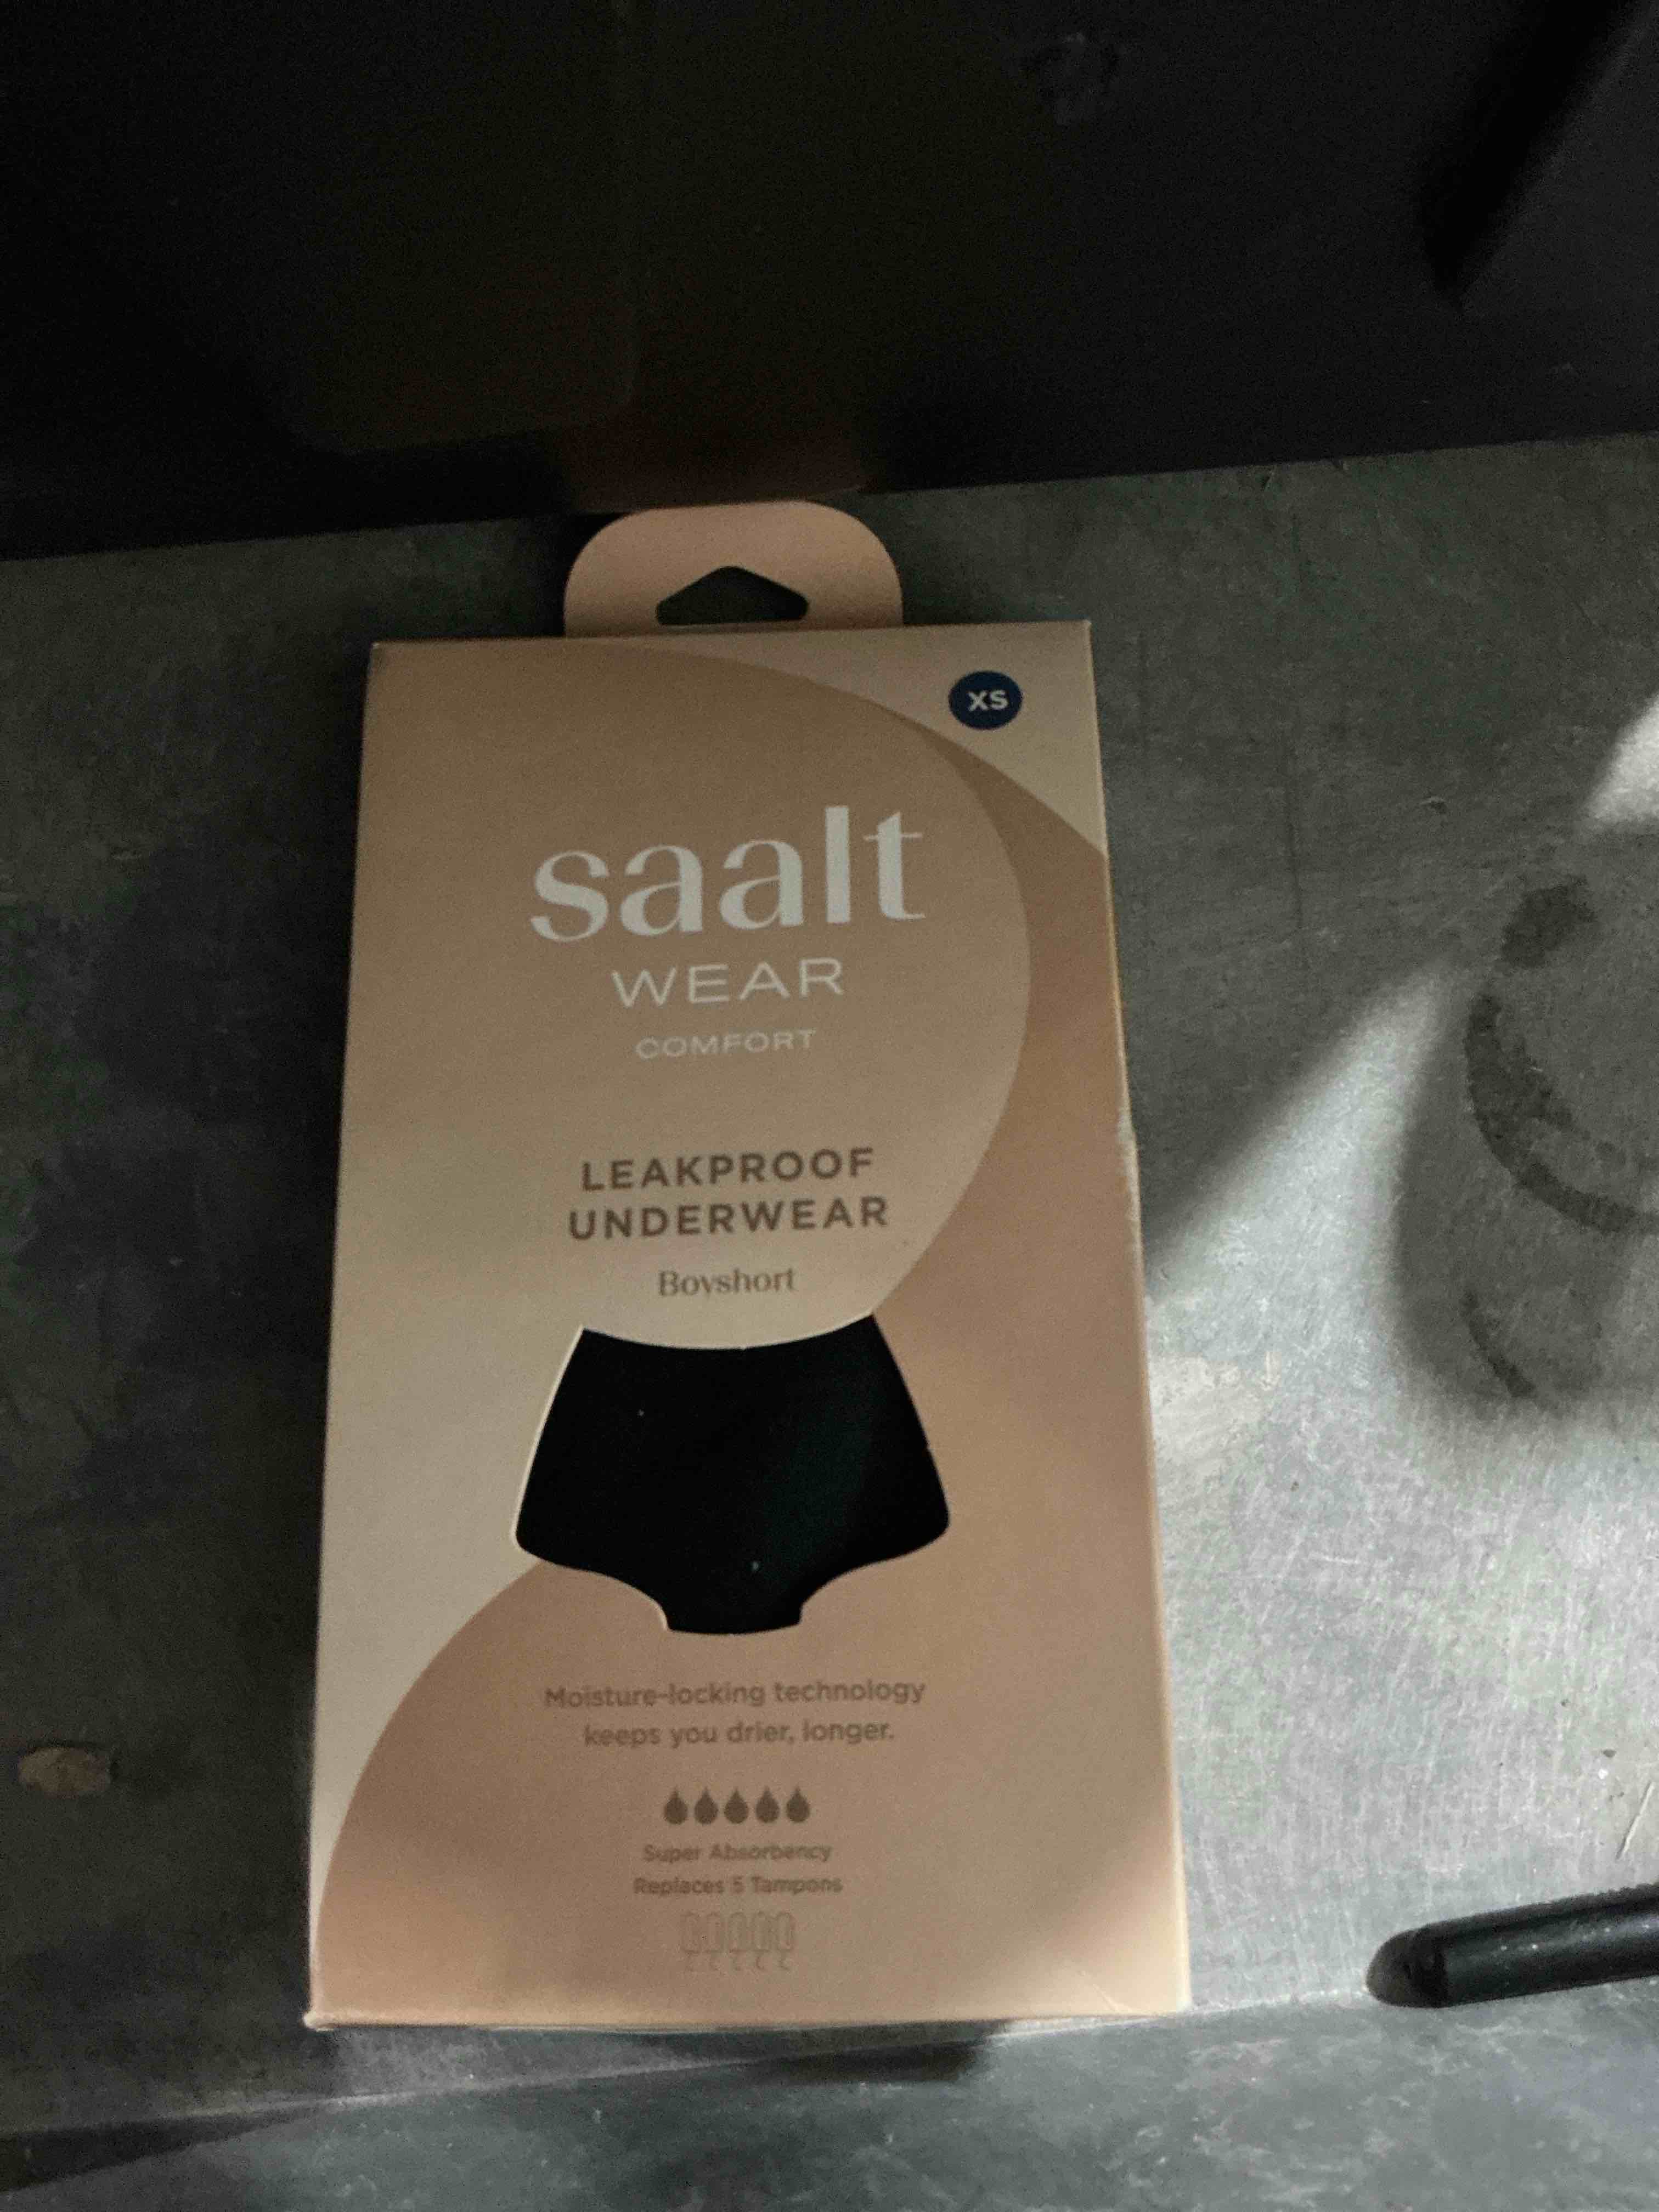 XS
saalt
WEAR
COMFORT
LEAKPROOF
UNDERWEAR
Boyshort
Moisture-locking technology
keeps you drier, longer.
Super Absorbency
Replaces 5 Tampons